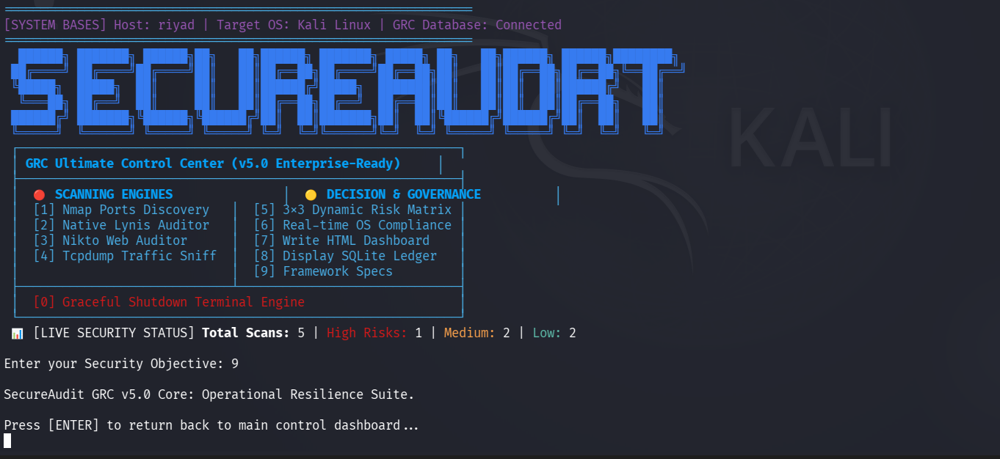 [SYSTEM BASES] Host: riyad | Target OS: Kali Linux | GRC Database: Connected
SECUREAUDRT
KALI
GRC Ultimate Control Center (v5.0 Enterprise-Ready)
🔴 SCANNING ENGINES │ 🟡 DECISION & GOVERNANCE
[1] Nmap Ports Discovery │ [5] 3×3 Dynamic Risk Matrix
[2] Native Lynis Auditor │ [6] Real-time OS Compliance
[3] Nikto Web Auditor │ [7] Write HTML Dashboard
[4] Tcpdump Traffic Sniff │ [8] Display SQLite Ledger
[9] Framework Specs
[0] Graceful Shutdown Terminal Engine
📊 [LIVE SECURITY STATUS] Total Scans: 5 | High Risks: 1 | Medium: 2 | Low: 2
Enter your Security Objective: 9
SecureAudit GRC v5.0 Core: Operational Resilience Suite.
Press [ENTER] to return back to main control dashboard...